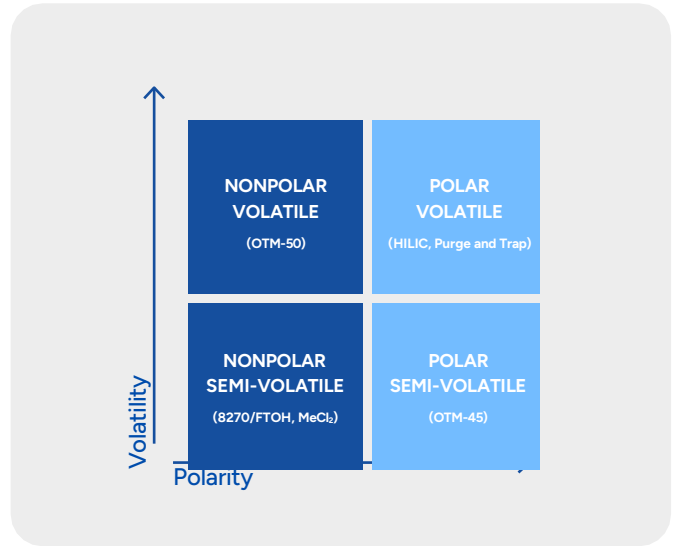 NONPOLAR
VOLATILE
(OTM-50)
POLAR
VOLATILE
(HILIC, Purge and Trap)
NONPOLAR
SEMI-VOLATILE
(8270/FTOH, MeCl₂)
POLAR
SEMI-VOLATILE
(OTM-45)
Volatility
Polarity